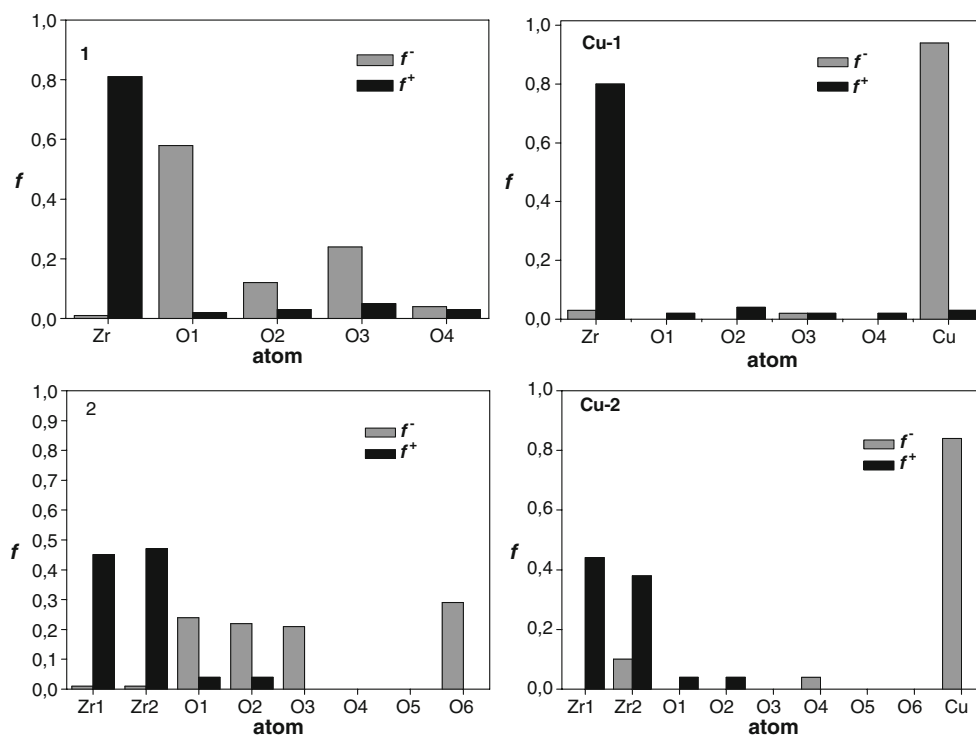 1
f -
f +
1,0
0,8
0,6
0,4
0,2
0,0
f
Zr O1 O2 O3 O4
atom
Cu-1
f -
f +
1,0
0,8
0,6
0,4
0,2
0,0
f
Zr O1 O2 O3 O4 Cu
atom
2
f -
f +
1,0
0,9
0,8
0,7
0,6
0,5
0,4
0,3
0,2
0,1
0,0
f
Zr1 Zr2 O1 O2 O3 O4 O5 O6
atom
Cu-2
f -
f +
1,0
0,8
0,6
0,4
0,2
0,0
f
Zr1 Zr2 O1 O2 O3 O4 O5 O6 Cu
atom